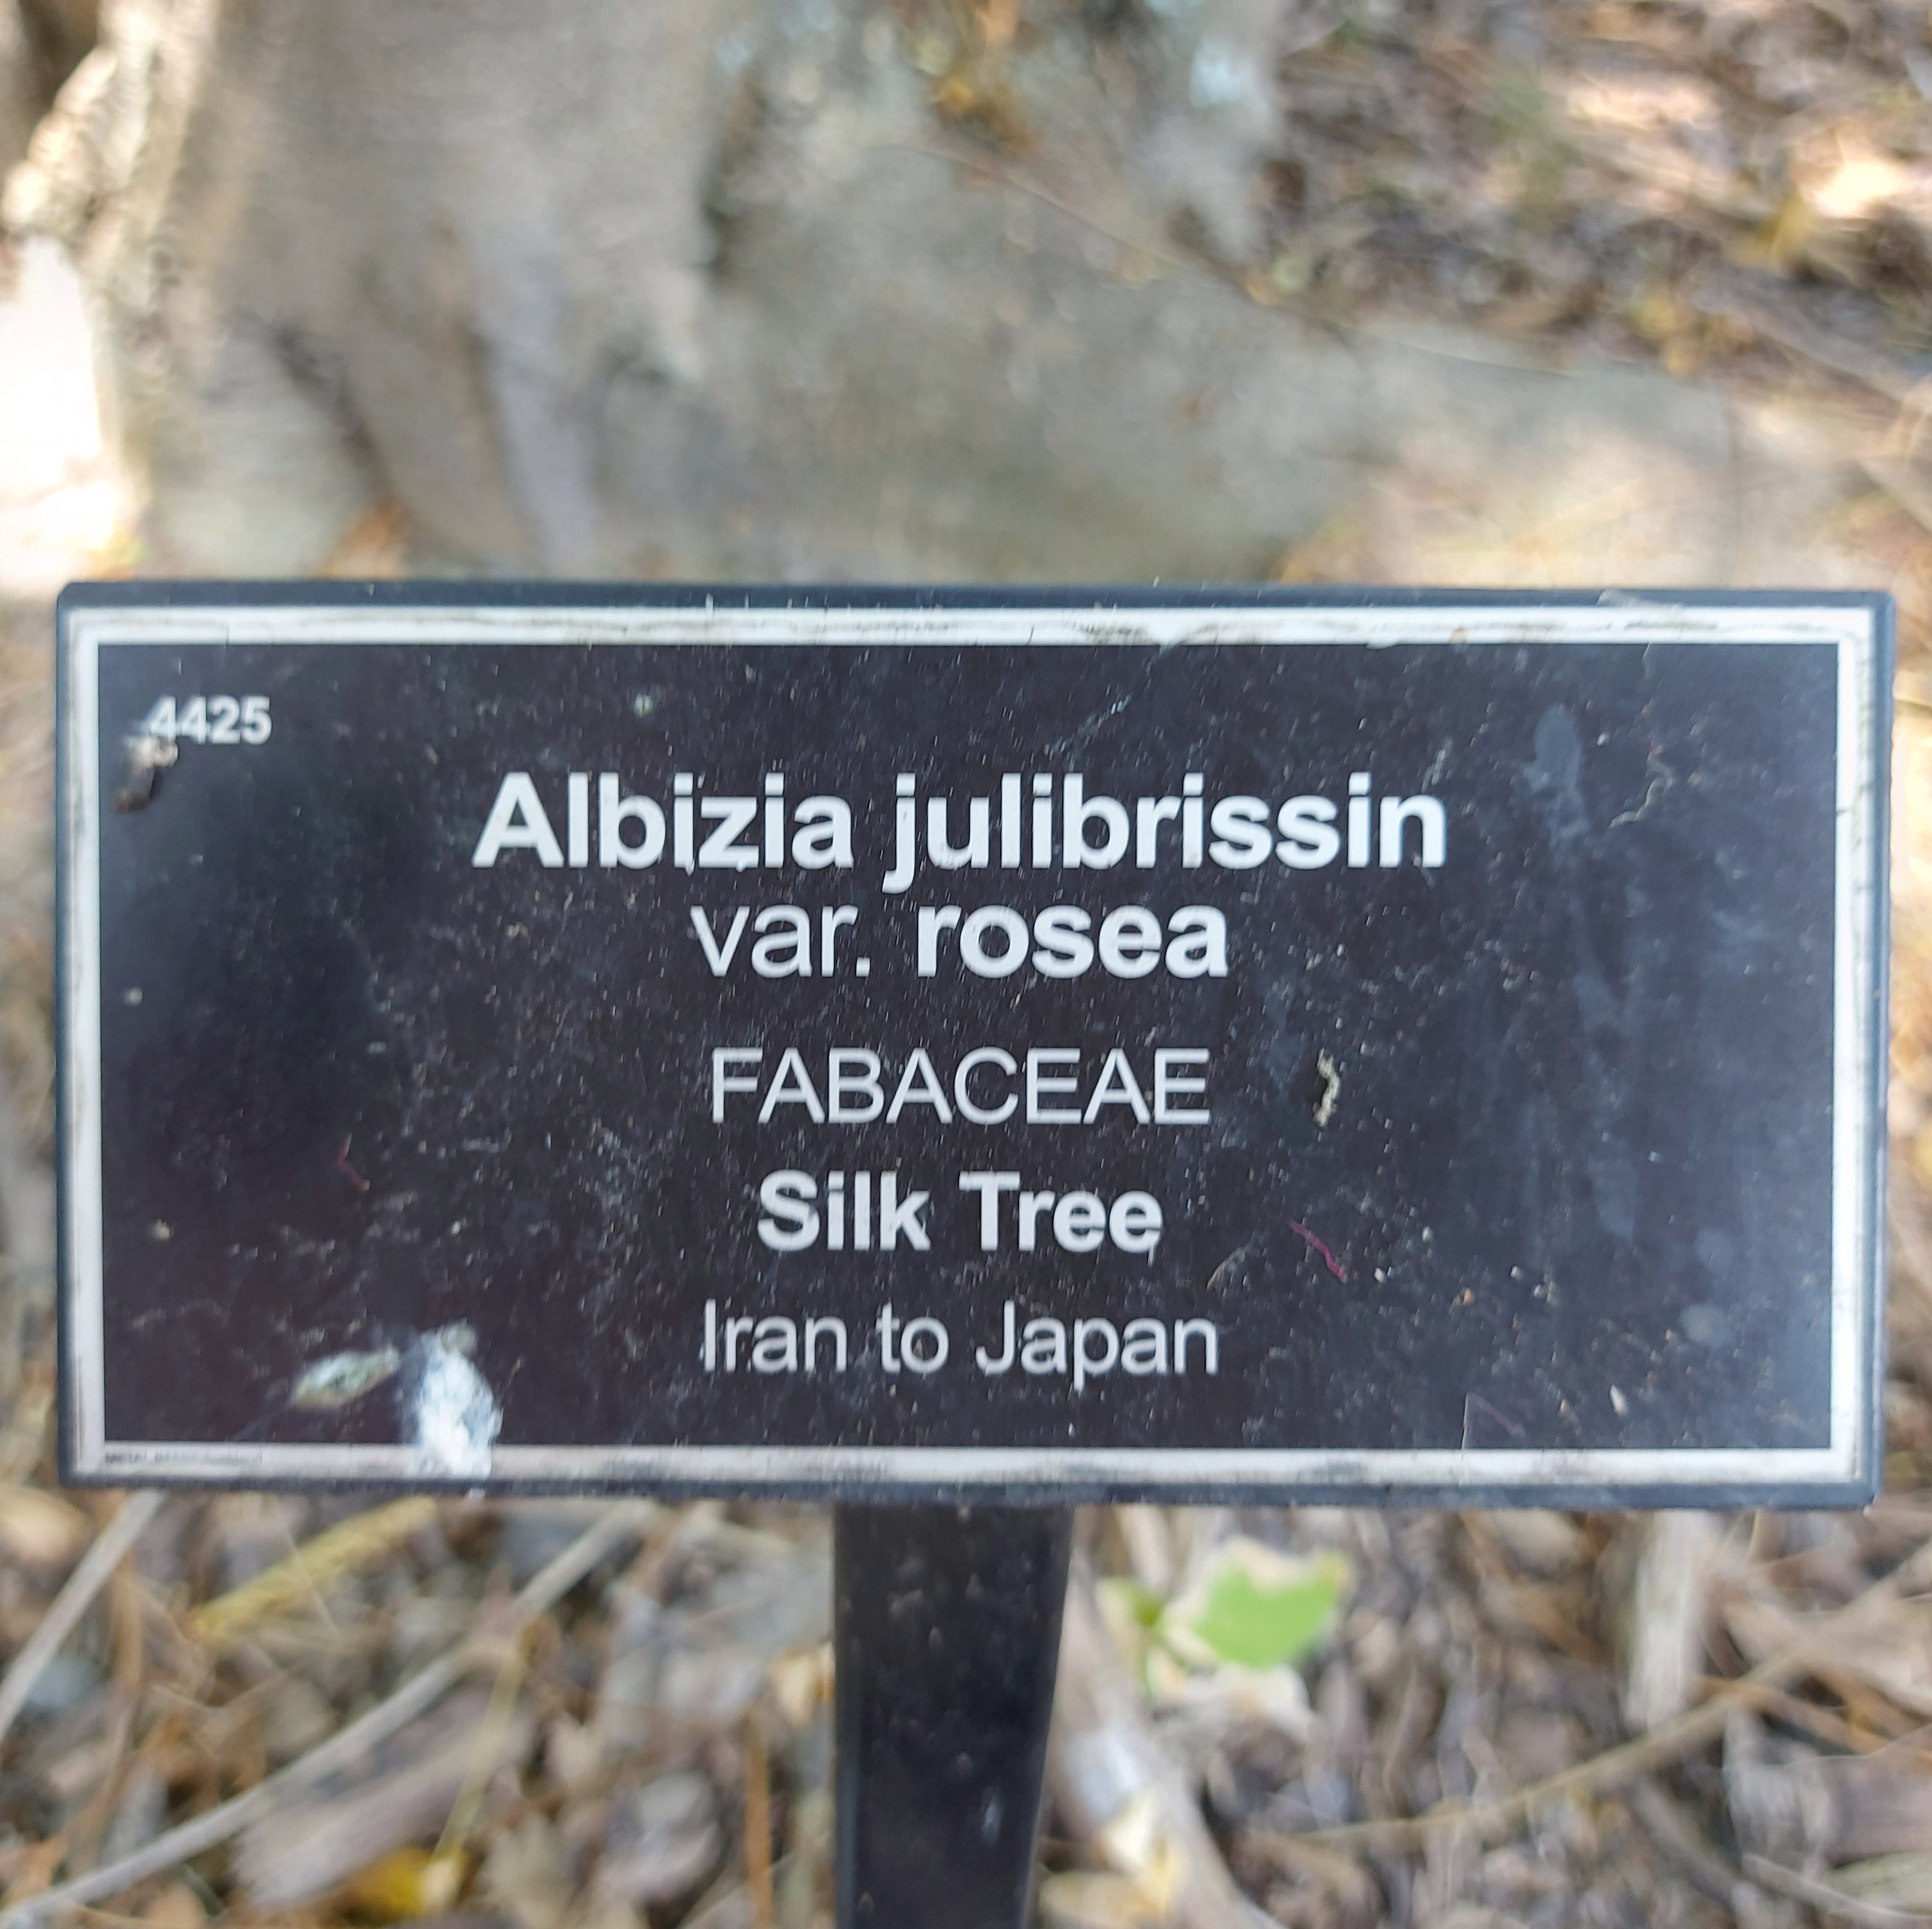 4425
Albizia julibrissin
var. rosea
FABACEAE
Silk Tree
Iran to Japan